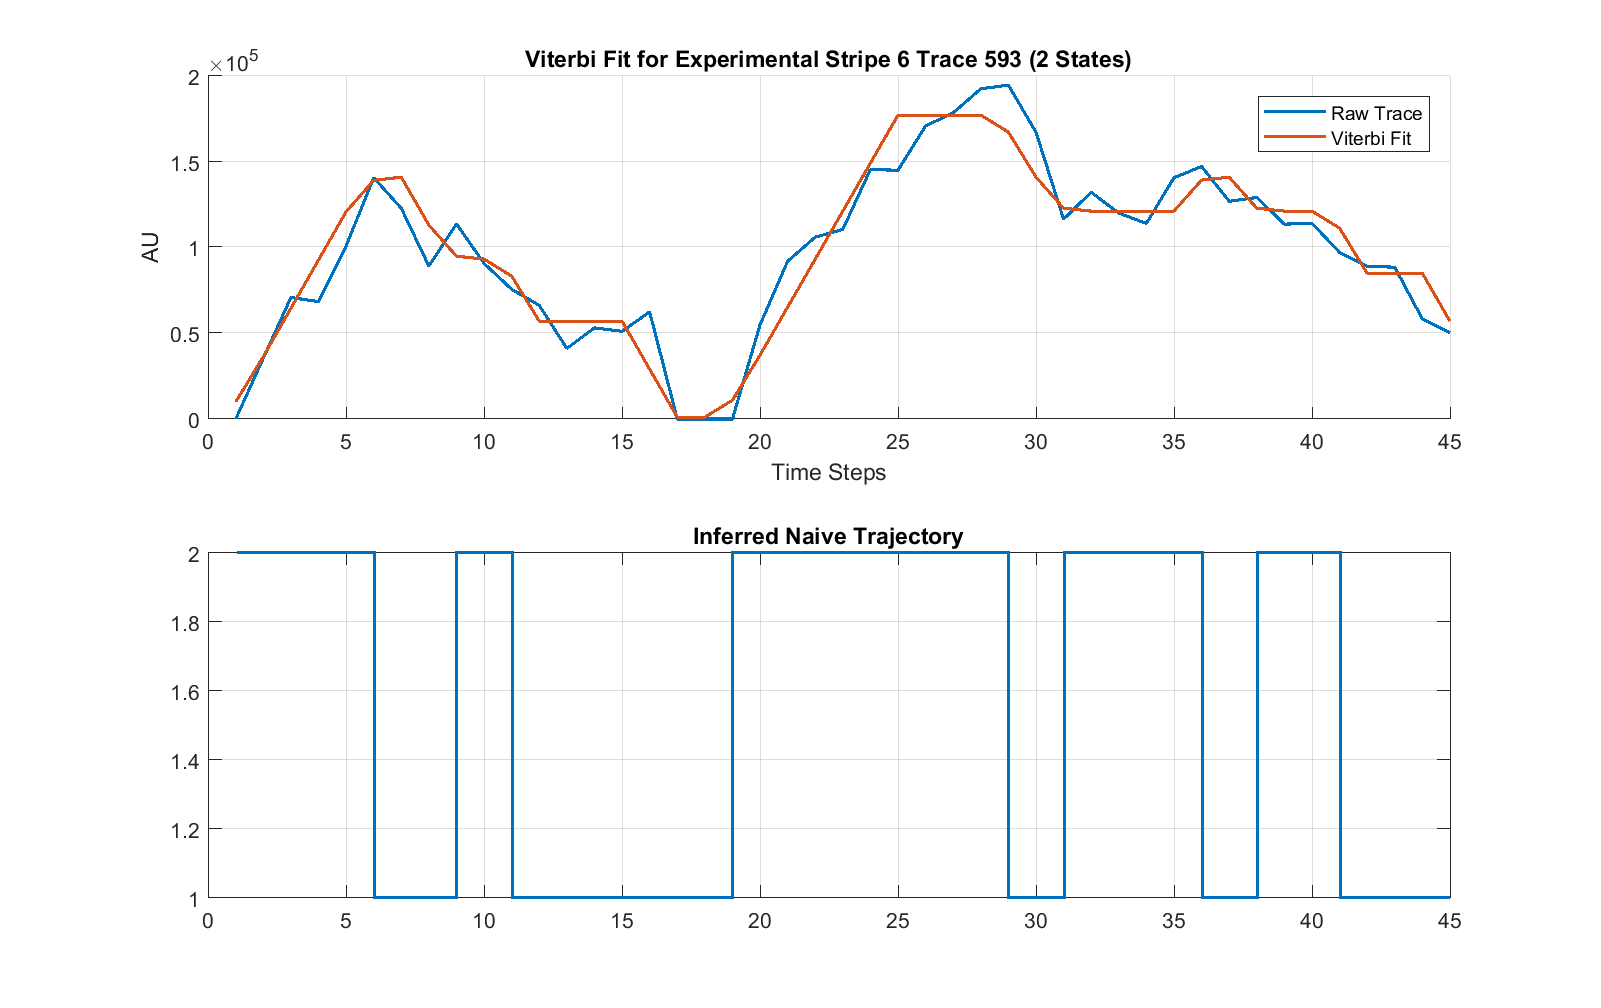 Viterbi Fit for Experimental Stripe 6 Trace 593 (2 States)
×10^5
2
1.5
1
0.5
0
AU
Raw Trace
Viterbi Fit
0 5 10 15 20 25 30 35 40 45
Time Steps
Inferred Naive Trajectory
2
1.8
1.6
1.4
1.2
1
0 5 10 15 20 25 30 35 40 45